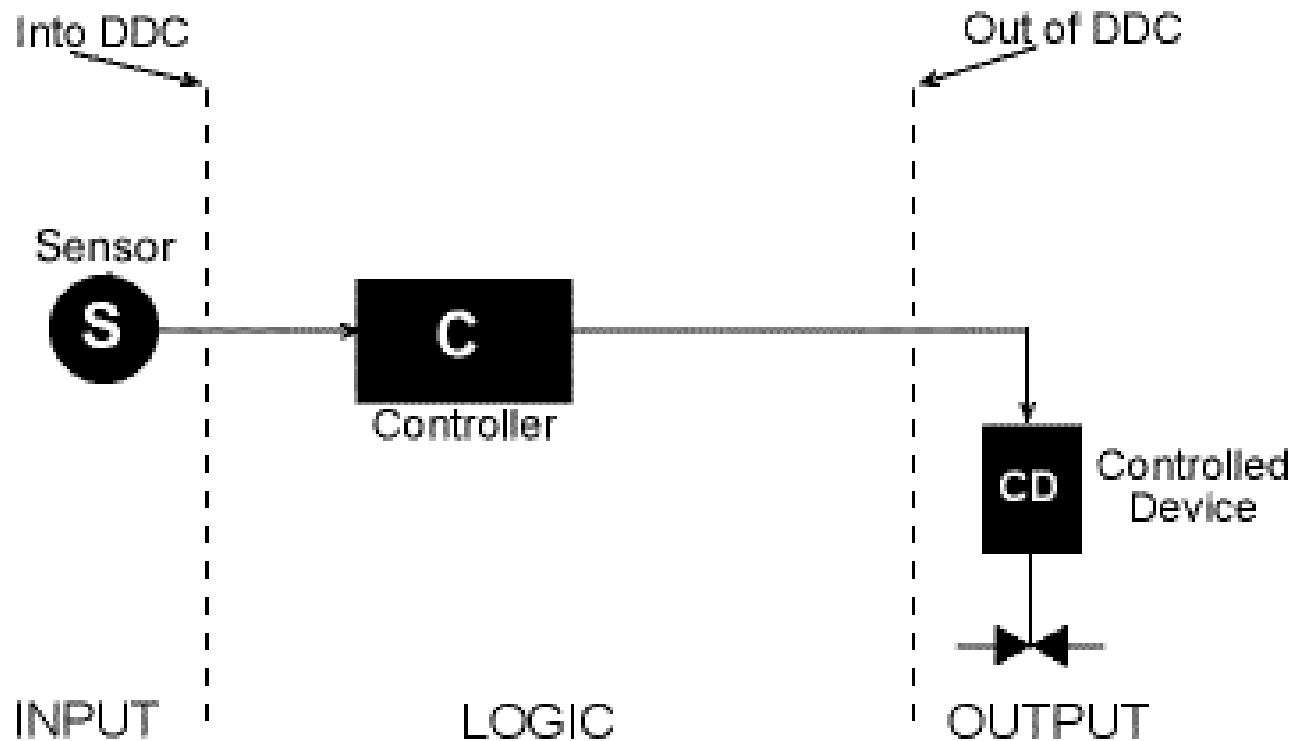 Into DDC
Out of DDC
Sensor
S
C
Controller
CD
Controlled
Device
INPUT
LOGIC
OUTPUT